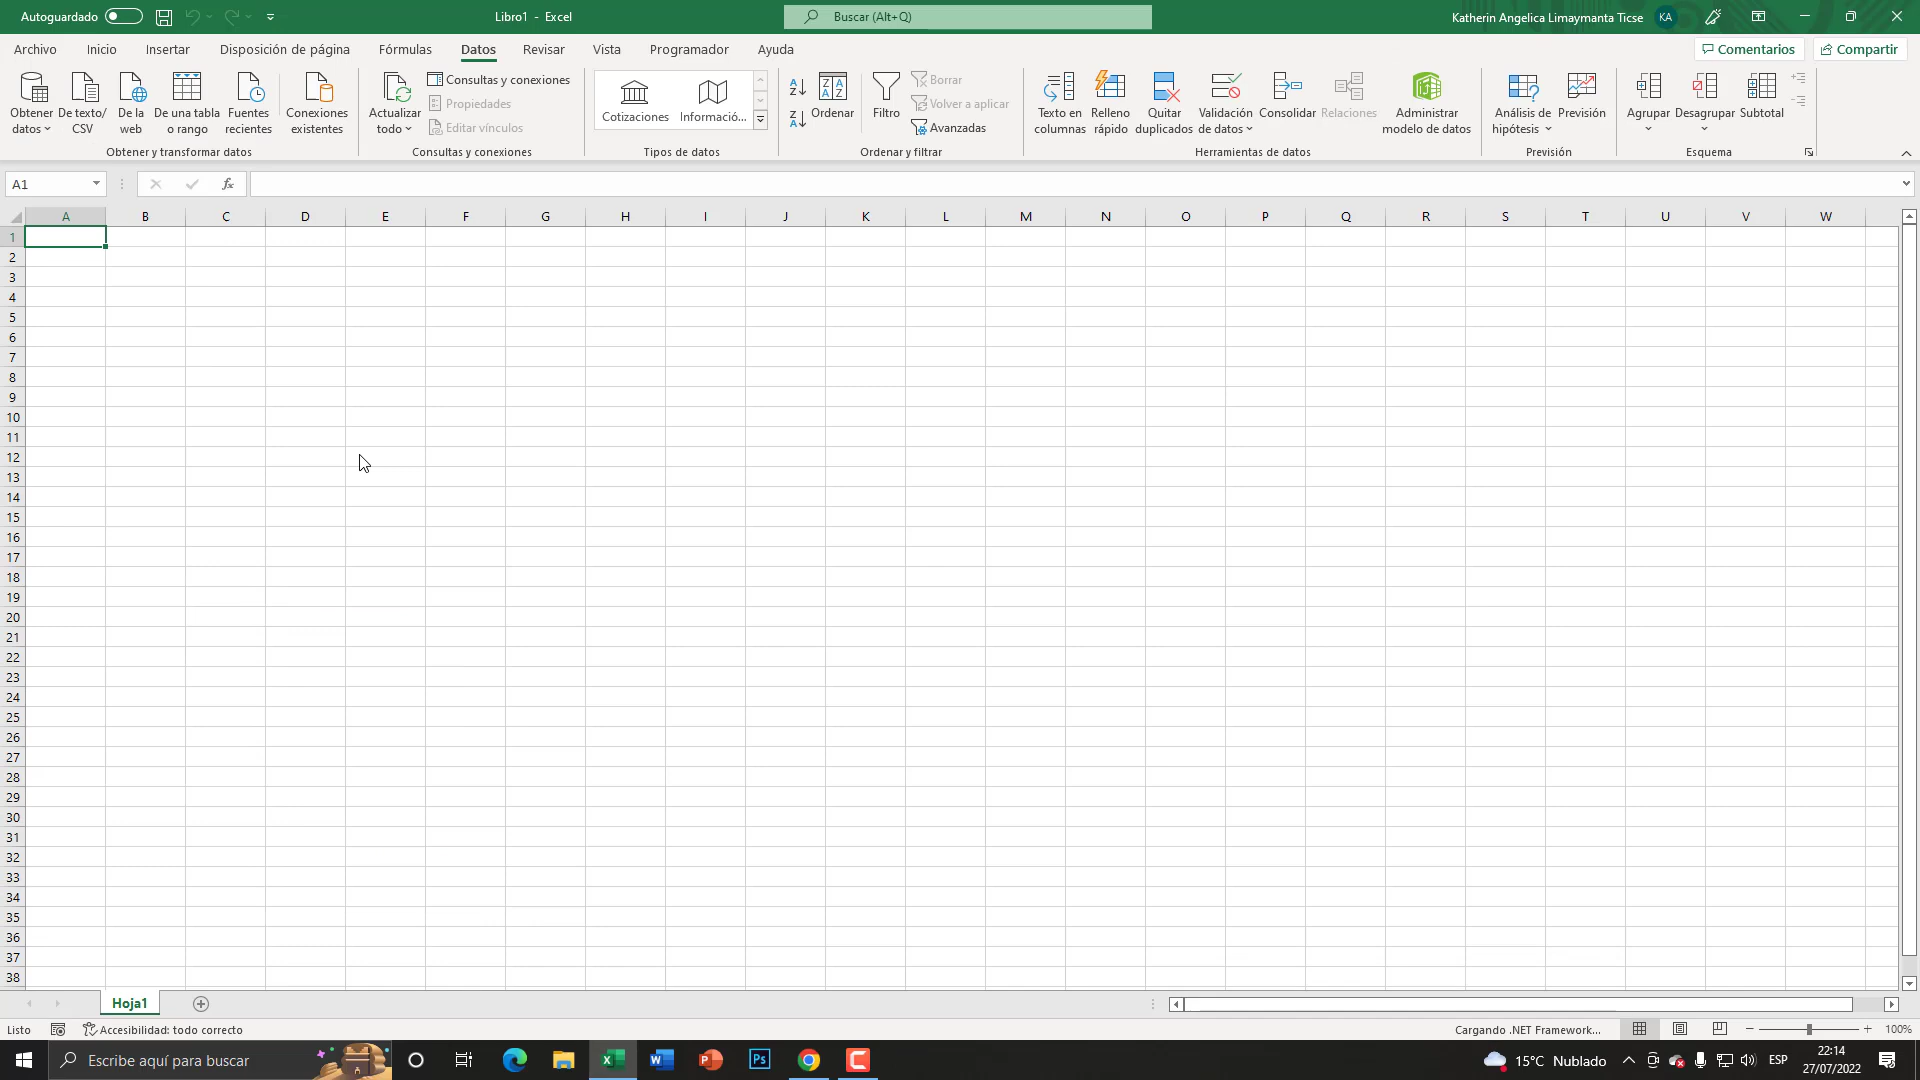 Autoguardado
Libro1 - Excel
Buscar (Alt+Q)
Katherin Angelica Limaymanta Ticse
KA
Archivo
Inicio
Insertar
Disposición de página
Fórmulas
Datos
Revisar
Vista
Programador
Ayuda
Comentarios
Compartir
Obtener datos
De texto/ CSV
De la web
De una tabla o rango
Fuentes recientes
Conexiones existentes
Obtener y transformar datos
Actualizar todo
Consultas y conexiones
Propiedades
Editar vínculos
Consultas y conexiones
Cotizaciones
Informació...
Tipos de datos
Ordenar
Filtro
Borrar
Volver a aplicar
Avanzadas
Ordenar y filtrar
Texto en columnas
Relleno rápido
Quitar duplicados
Validación de datos
Consolidar
Relaciones
Administrar modelo de datos
Herramientas de datos
Análisis de hipótesis
Previsión
Previsión
Agrupar
Desagrupar
Subtotal
Esquema
A1
fx
A B C D E F G H I J K L M N O P Q R S T U V W
1
2
3
4
5
6
7
8
9
10
11
12
13
14
15
16
17
18
19
20
21
22
23
24
25
26
27
28
29
30
31
32
33
34
35
36
37
38
Hoja1
Listo
Accesibilidad: todo correcto
Cargando .NET Framework...
100%
Escribe aquí para buscar
15°C Nublado
ESP
22:14
27/07/2022